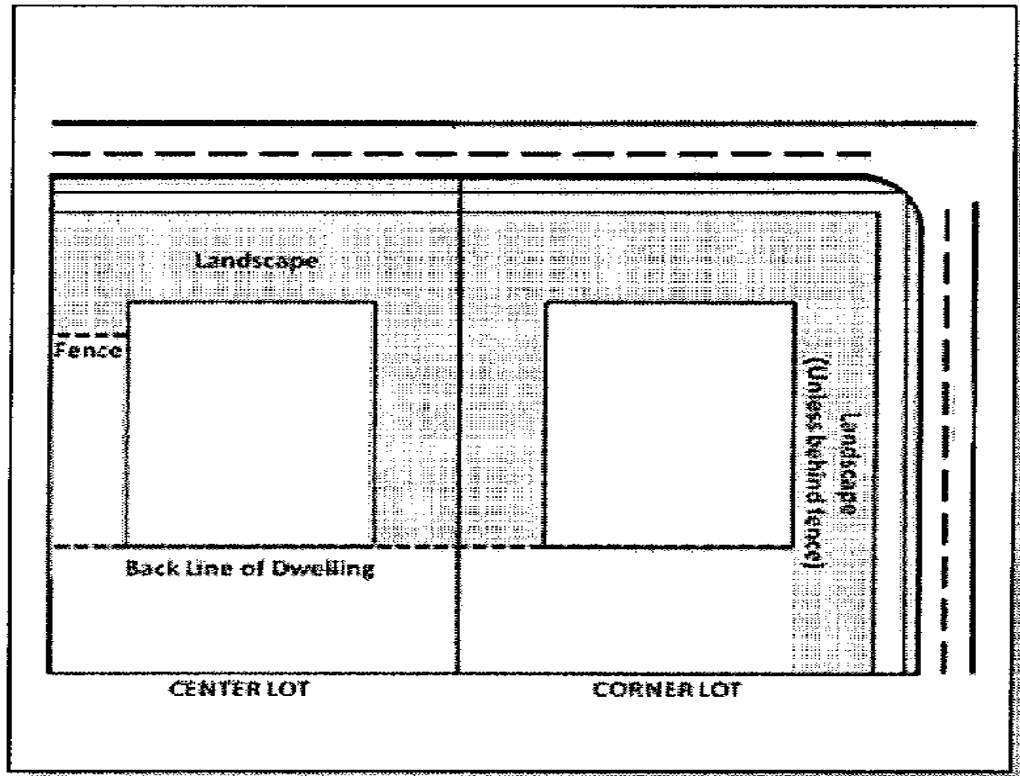 Landscape
Fence
Landscape
(Unless behind fence)
Back Line of Dwelling
CENTER LOT
CORNER LOT